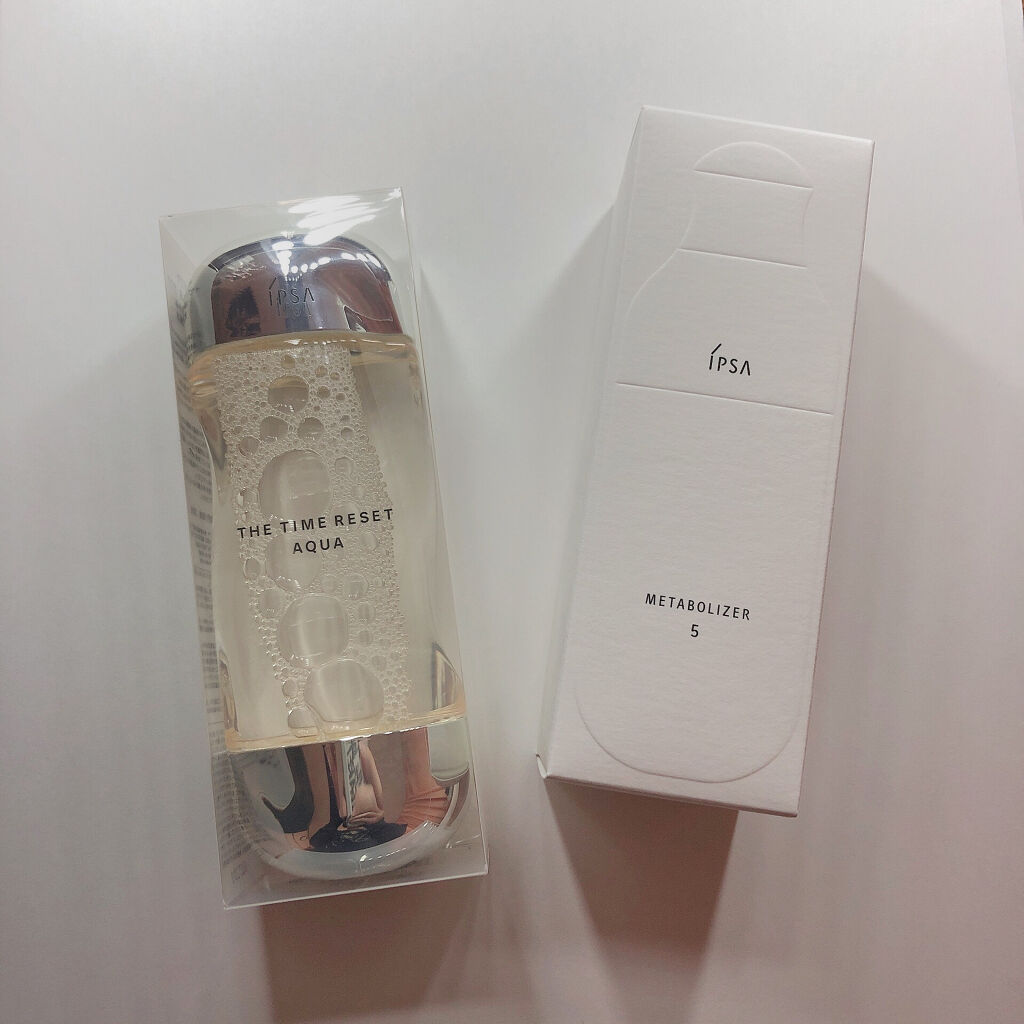 ÍPSA
THE TIME RESET
AQUA
ÍPSA
METABOLIZER
5